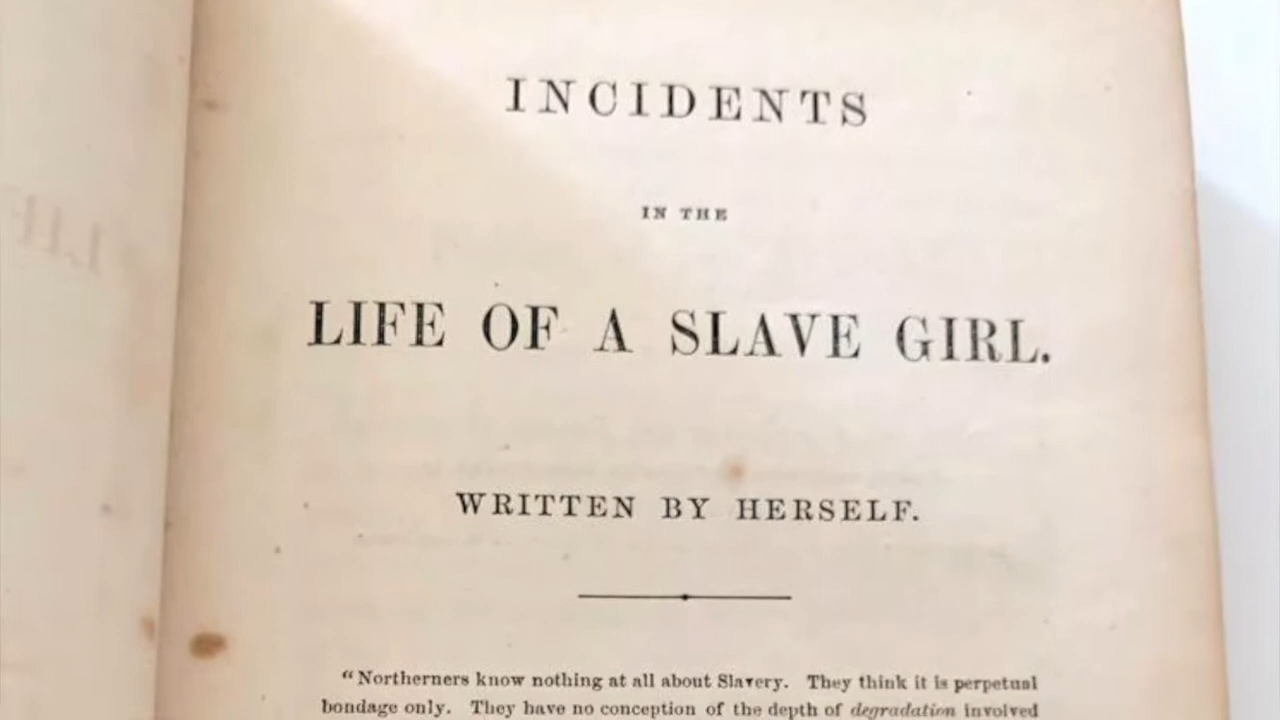 INCIDENTS
IN THE
LIFE OF A SLAVE GIRL.
WRITTEN BY HERSELF.
“Northerners know nothing at all about Slavery. They think it is perpetual
bondage only. They have no conception of the depth of degradation involved